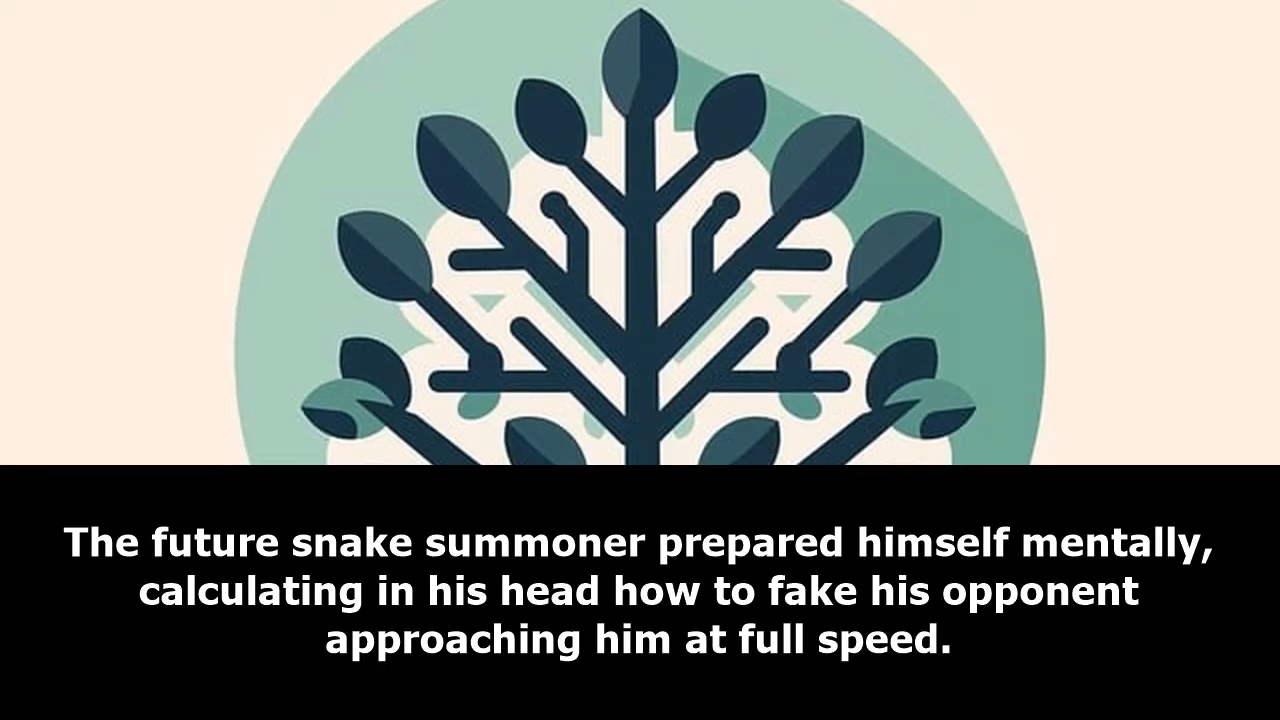 The future snake summoner prepared himself mentally,
calculating in his head how to fake his opponent
approaching him at full speed.